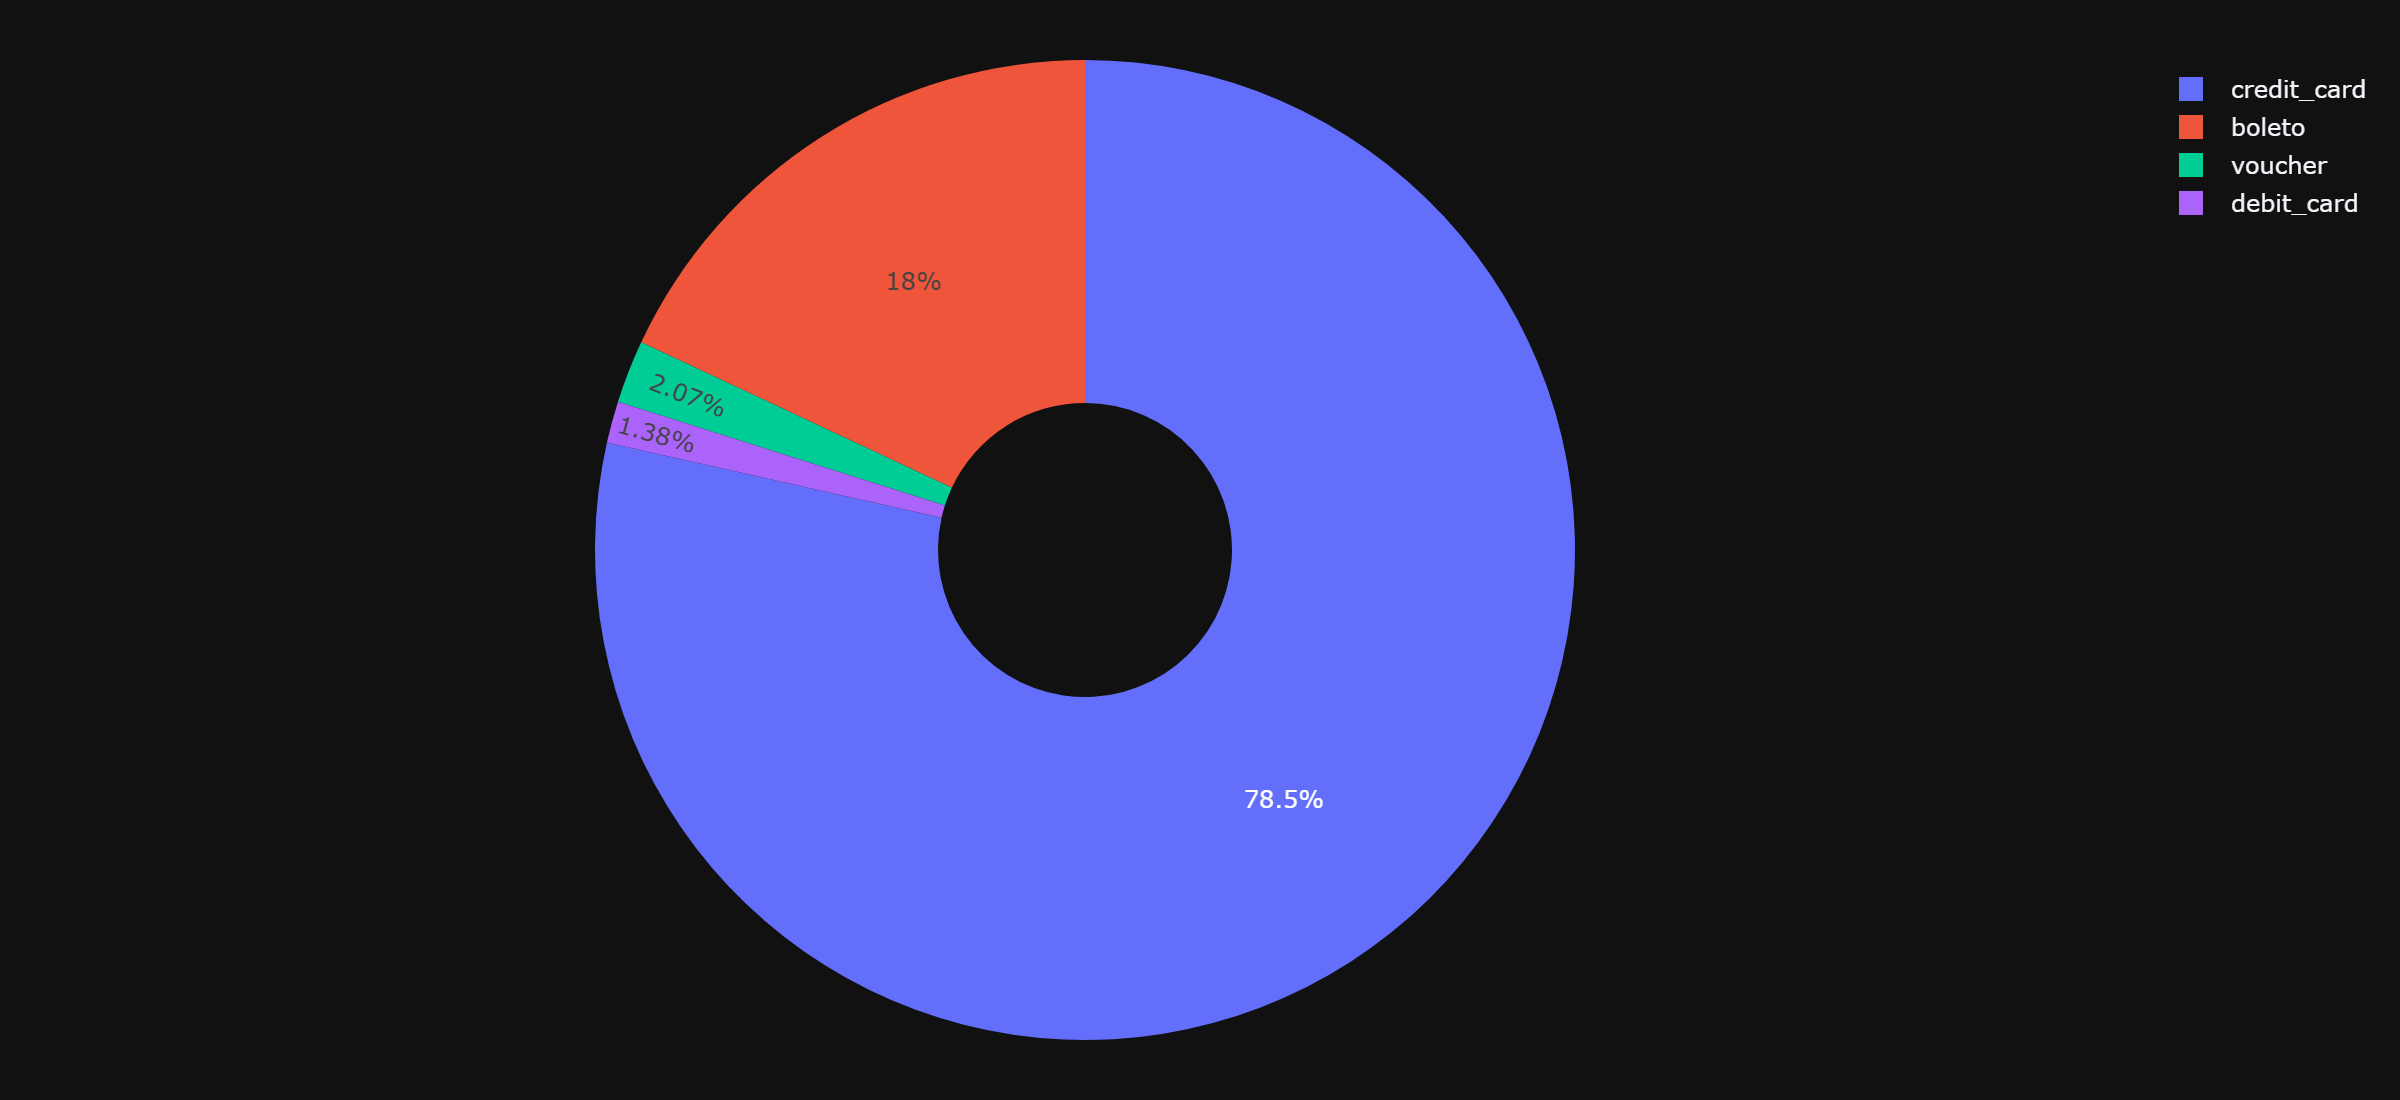 credit_card
boleto
voucher
debit_card
18%
2.07%
1.38%
78.5%